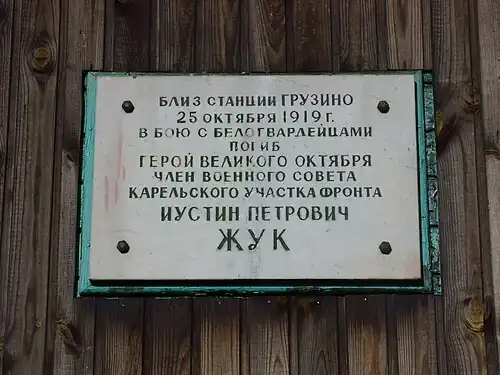 БЛИЗ СТАНЦИИ ГРУЗИНО
25 ОКТЯБРЯ 1919 Г.
В БОЮ С БЕЛОГВАРДЕЙЦАМИ
ПОГИБ
ГЕРОЙ ВЕЛИКОГО ОКТЯБРЯ
ЧЛЕН ВОЕННОГО СОВЕТА
КАРЕЛЬСКОГО УЧАСТКА ФРОНТА
ИУСТИН ПЕТРОВИЧ
ЖУК